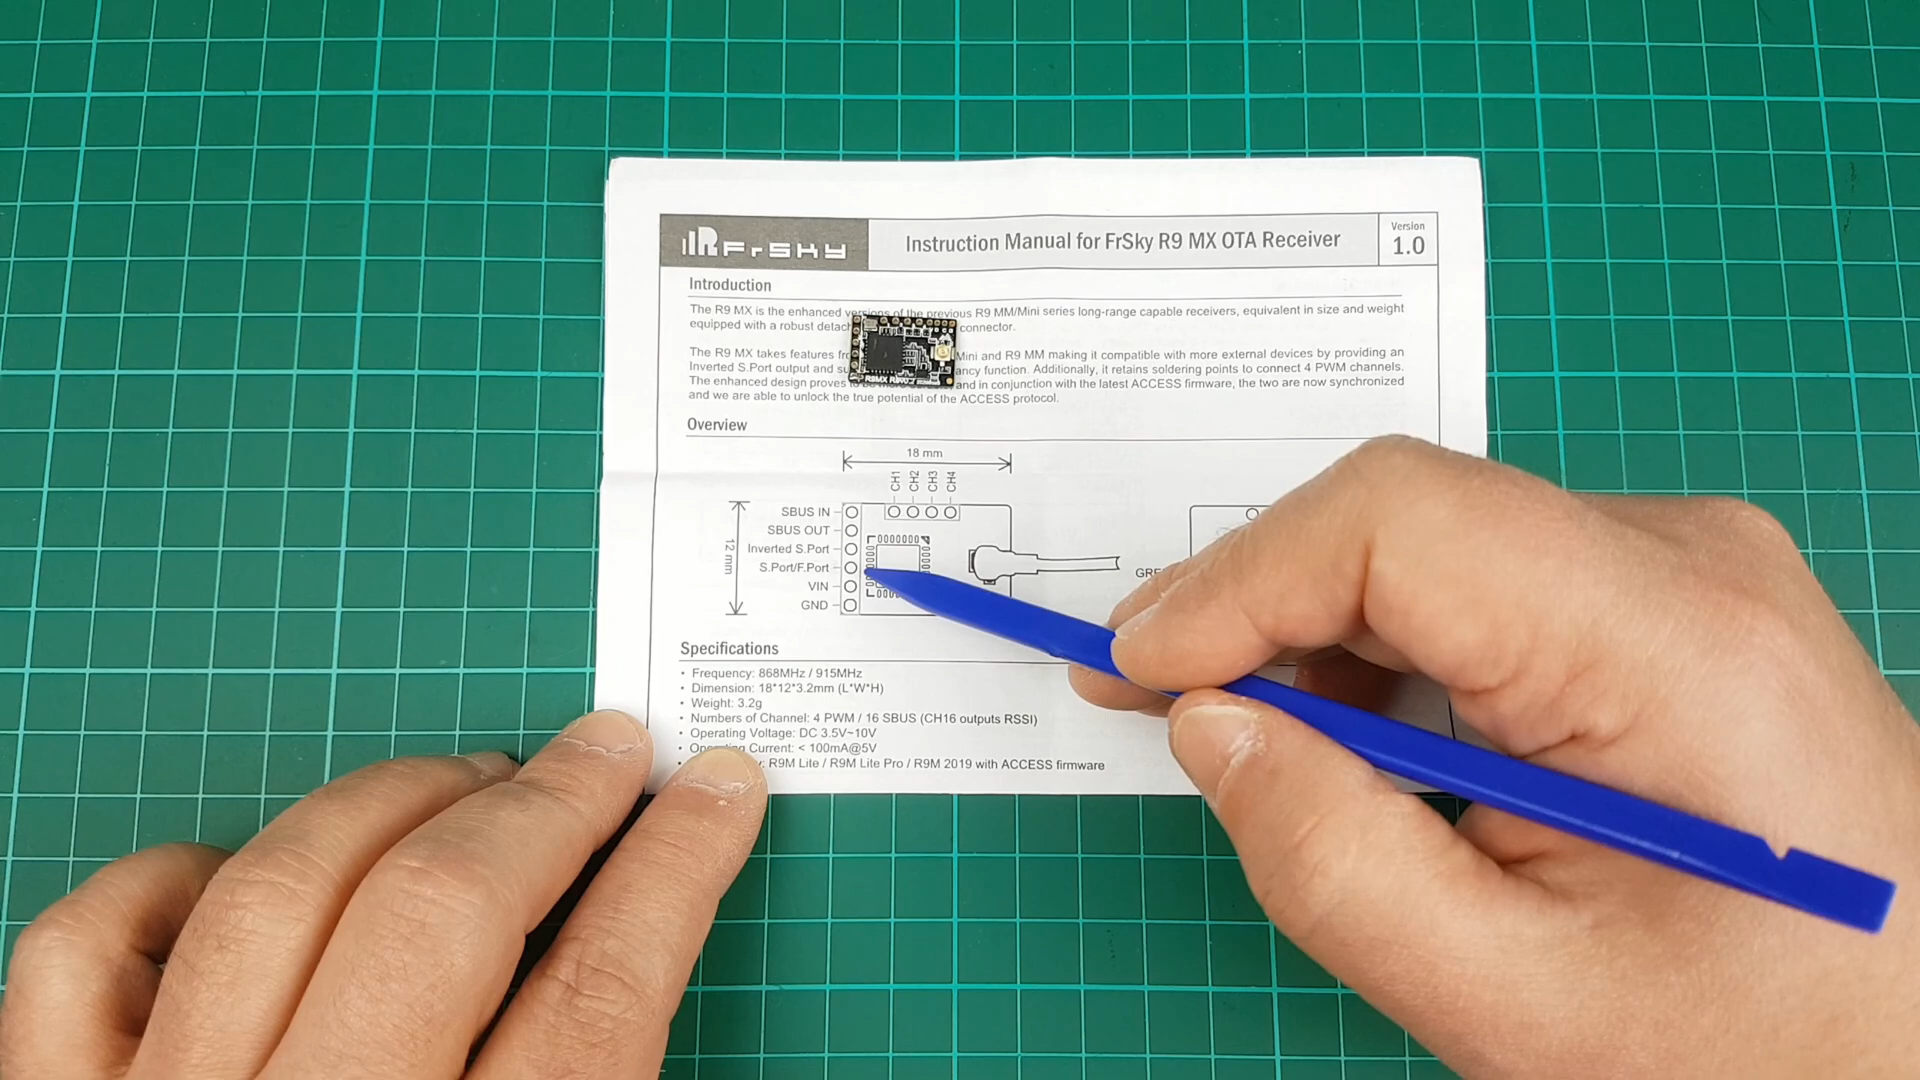 FrSKY
Instruction Manual for FrSky R9 MX OTA Receiver
Version
1.0
Introduction
The R9 MX is the enhanced versions of the previous R9 MM/Mini series long-range capable receivers, equivalent in size and weight
equipped with a robust detach connector.
The R9 MX takes features Mini and R9 MM making it compatible with more external devices by providing an
Inverted S.Port output and function. Additionally, it retains soldering points to connect 4 PWM channels.
The enhanced design proves and in conjunction with the latest ACCESS firmware, the two are now synchronized
and we are able to unlock the true potential of the ACCESS protocol.
R9MX
Overview
18 mm
CH1
CH2
CH3
CH4
12 mm
SBUS IN
SBUS OUT
Inverted S.Port
S.Port/F.Port
VIN
GND
Specifications
• Frequency: 868MHz / 915MHz
• Dimension: 18*12*3.2mm (L*W*H)
• Weight: 3.2g
• Numbers of Channel: 4 PWM / 16 SBUS (CH16 outputs RSSI)
• Operating Voltage: DC 3.5V~10V
• Operating Current: < 100mA@5V
• R9M Lite / R9M Lite Pro / R9M 2019 with ACCESS firmware